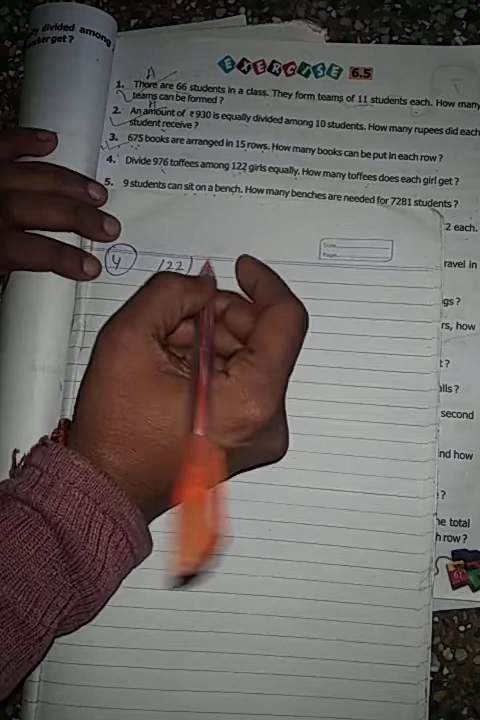 divided among
get ?
EXERCISE 6.5
1. There are 66 students in a class. They form teams of 11 students each. How many
teams can be formed ?
2. An amount of ₹930 is equally divided among 10 students. How many rupees did each
student receive ?
3. 675 books are arranged in 15 rows. How many books can be put in each row ?
4. Divide 976 toffees among 122 girls equally. How many toffees does each girl get ?
5. 9 students can sit on a bench. How many benches are needed for 7281 students ?
2 each.
Date
Page
4 122)
ravel in
gs ?
rs, how
t ?
alls ?
second
nd how
?
he total
h row ?